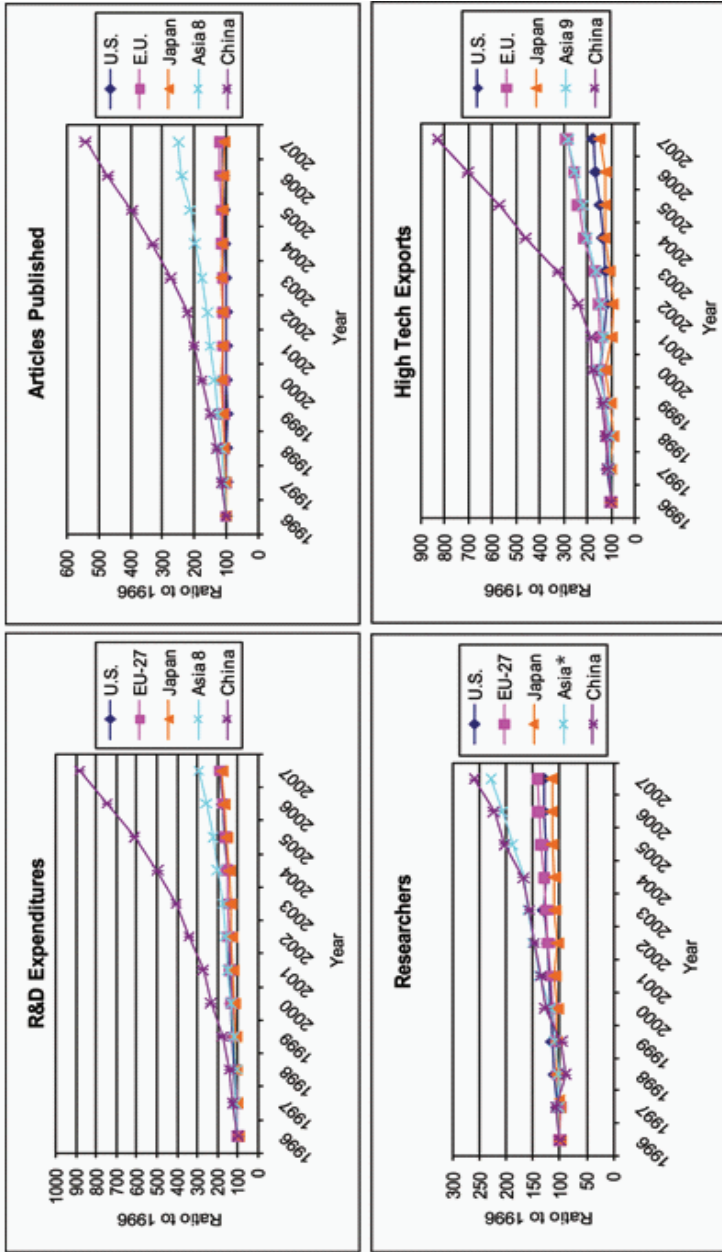 R&D Expenditures
Ratio to 1996
1000
900
800
700
600
500
400
300
200
100
0
1996
1997
1998
1999
2000
2001
2002
2003
2004
2005
2006
2007
Year
U.S.
EU-27
Japan
Asia 8
China
Articles Published
Ratio to 1996
600
500
400
300
200
100
0
1996
1997
1998
1999
2000
2001
2002
2003
2004
2005
2006
2007
Year
U.S.
E.U.
Japan
Asia 8
China
Researchers
Ratio to 1996
300
250
200
150
100
50
0
1996
1997
1998
1999
2000
2001
2002
2003
2004
2005
2006
2007
Year
U.S.
EU-27
Japan
Asia*
China
High Tech Exports
Ratio to 1996
900
800
700
600
500
400
300
200
100
0
1996
1997
1998
1999
2000
2001
2002
2003
2004
2005
2006
2007
Year
U.S.
E.U.
Japan
Asia 9
China